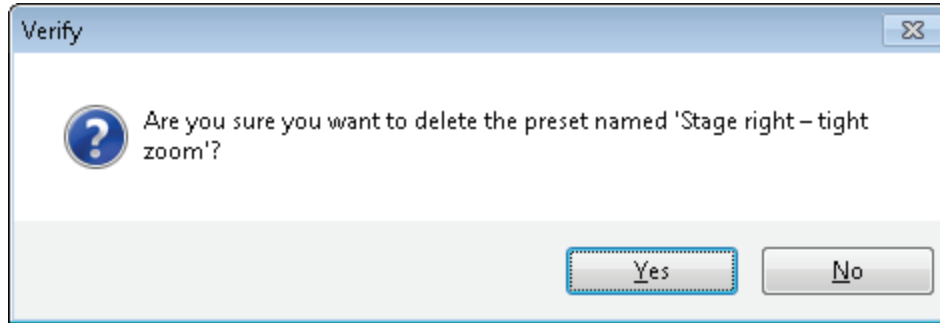 Verify
Are you sure you want to delete the preset named 'Stage right – tight
zoom'?
Yes
No